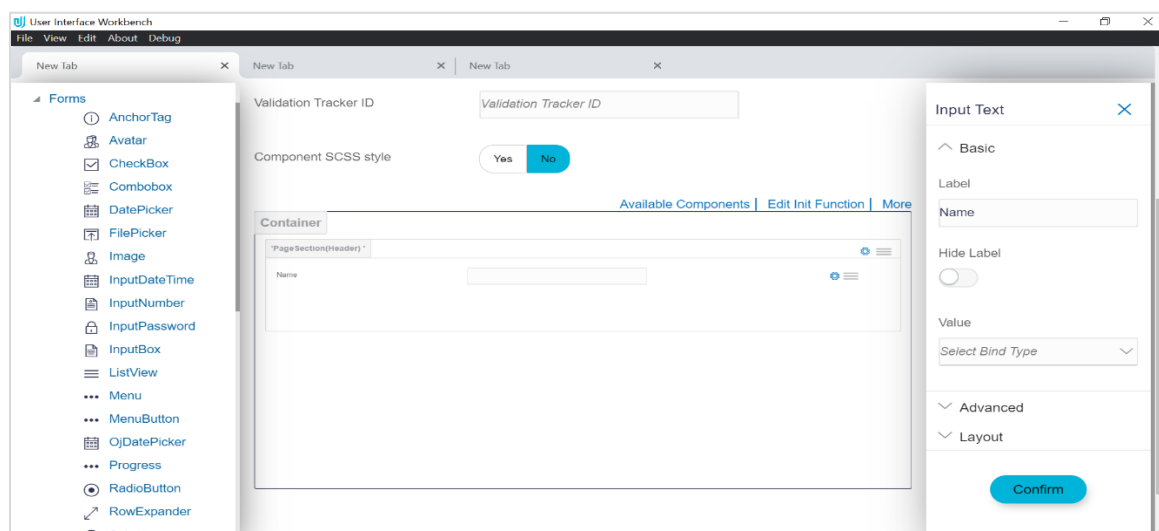 User Interface Workbench
File View Edit About Debug
New Tab
New Tab
New Tab
Forms
AnchorTag
Avatar
CheckBox
Combobox
DatePicker
FilePicker
Image
InputDateTime
InputNumber
InputPassword
InputBox
ListView
Menu
MenuButton
OjDatePicker
Progress
RadioButton
RowExpander
Validation Tracker ID
Validation Tracker ID
Component SCSS style
Yes No
Available Components | Edit Init Function | More
Container
"PageSection(Header)"
Name
Input Text
Basic
Label
Name
Hide Label
Value
Select Bind Type
Advanced
Layout
Confirm